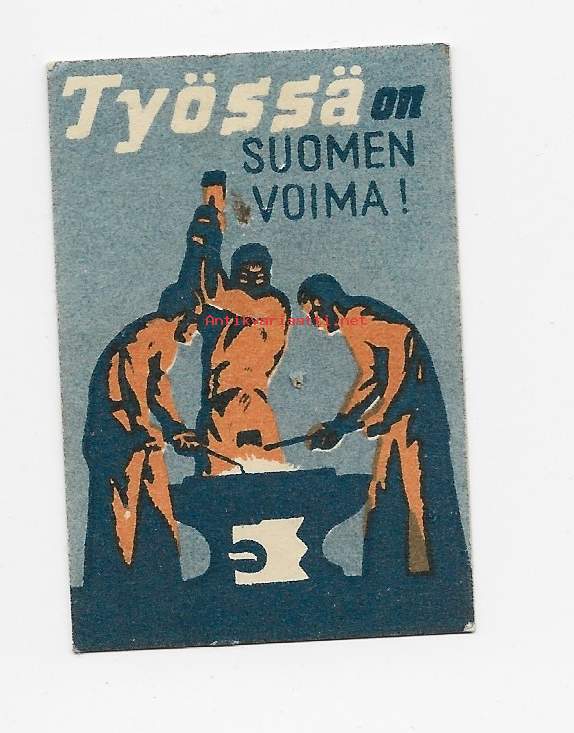 Työssä on
SUOMEN
VOIMA!
Antikvariaatti.net